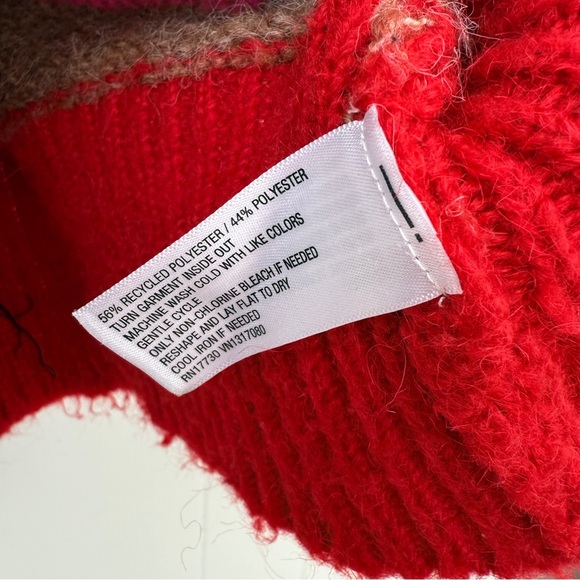 56% RECYCLED POLYESTER / 44% POLYESTER
TURN GARMENT INSIDE OUT
MACHINE WASH COLD WITH LIKE COLORS
GENTLE CYCLE
ONLY NON-CHLORINE BLEACH IF NEEDED
RESHAPE AND LAY FLAT TO DRY
COOL IRON IF NEEDED
RN17730 VN1317080